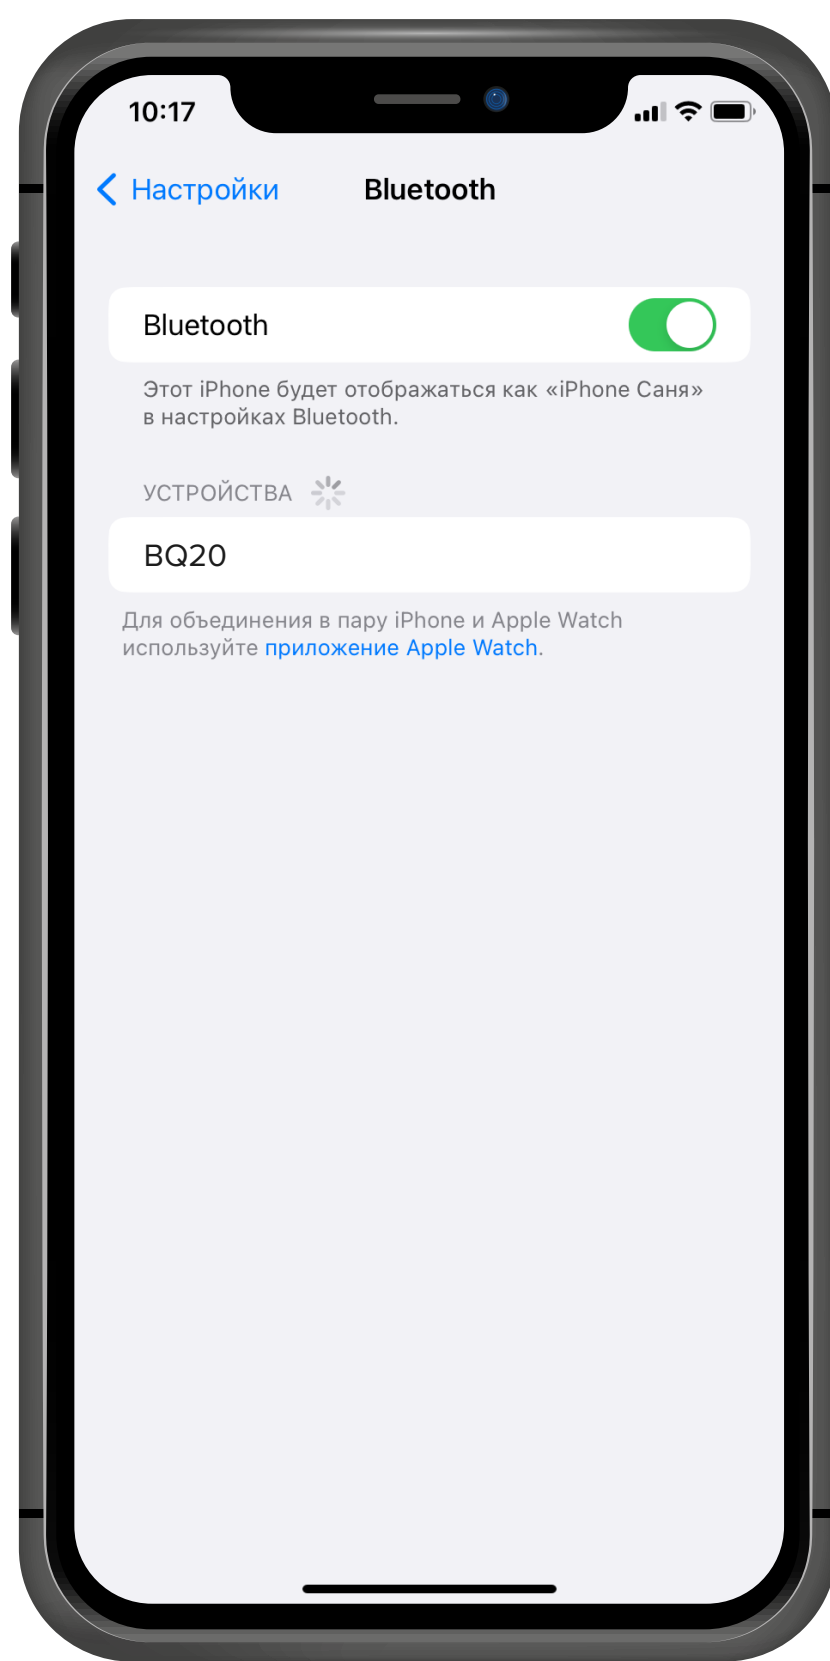 10:17
Настройки
Bluetooth
Bluetooth
Этот iPhone будет отображаться как «iPhone Саня»
в настройках Bluetooth.
УСТРОЙСТВА
BQ20
Для объединения в пару iPhone и Apple Watch
используйте приложение Apple Watch.